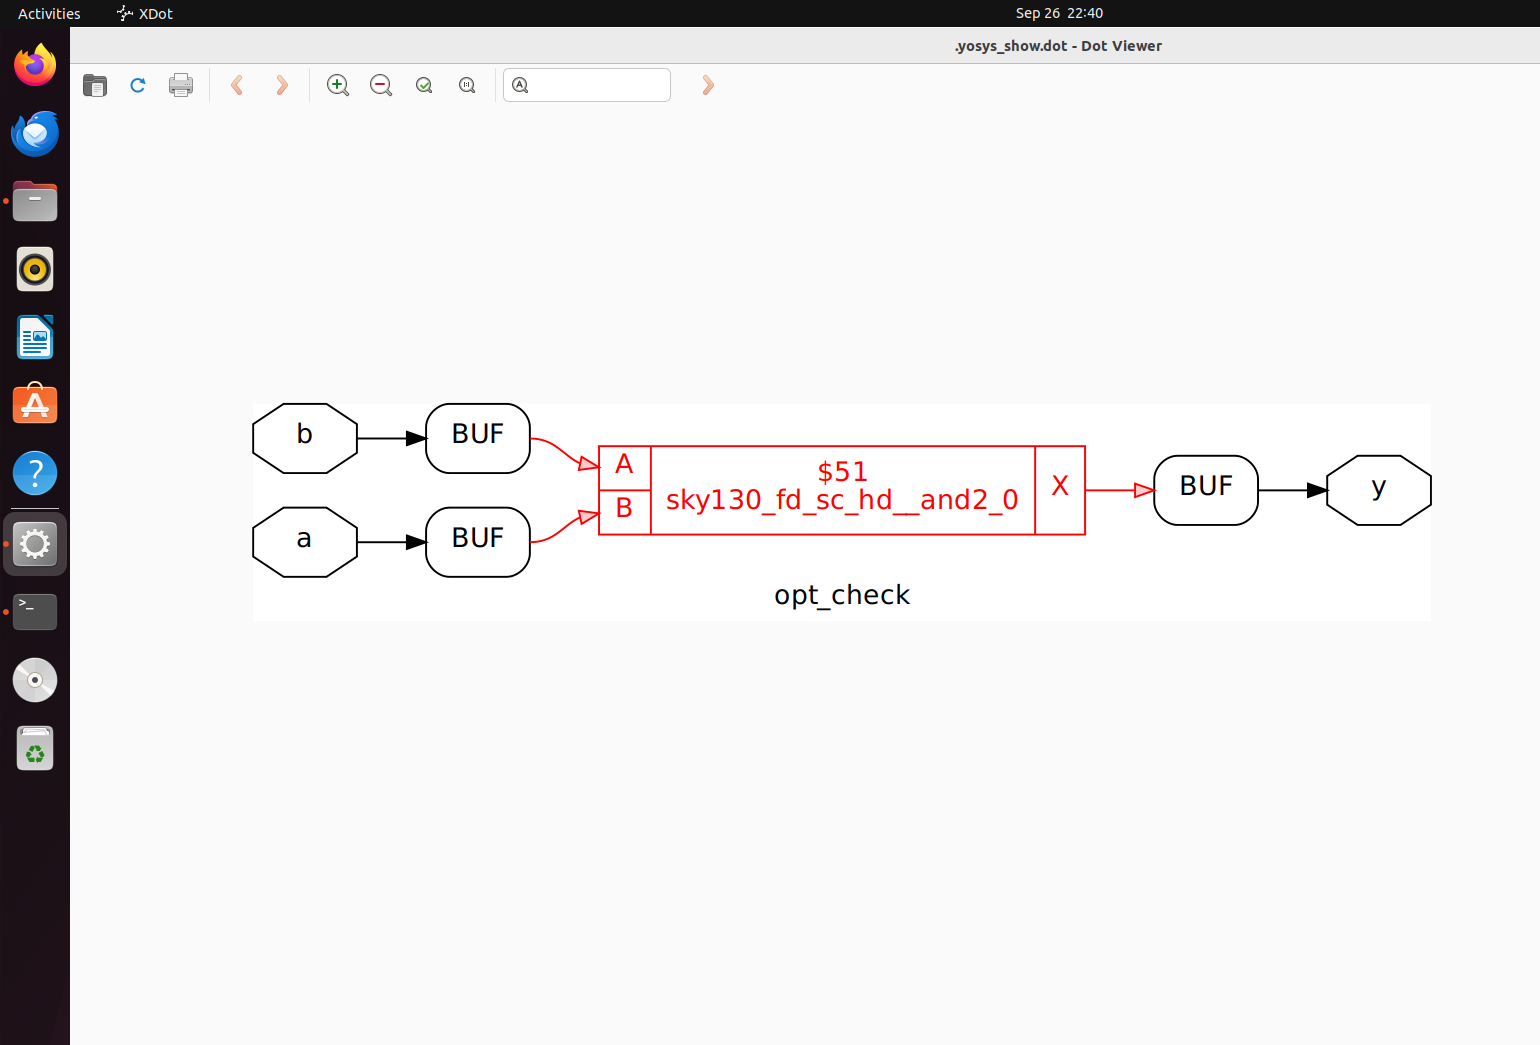 Activities
XDot
Sep 26 22:40
.yosys_show.dot - Dot Viewer
b
BUF
a
BUF
A
B
$51
sky130_fd_sc_hd__and2_0
X
BUF
y
opt_check